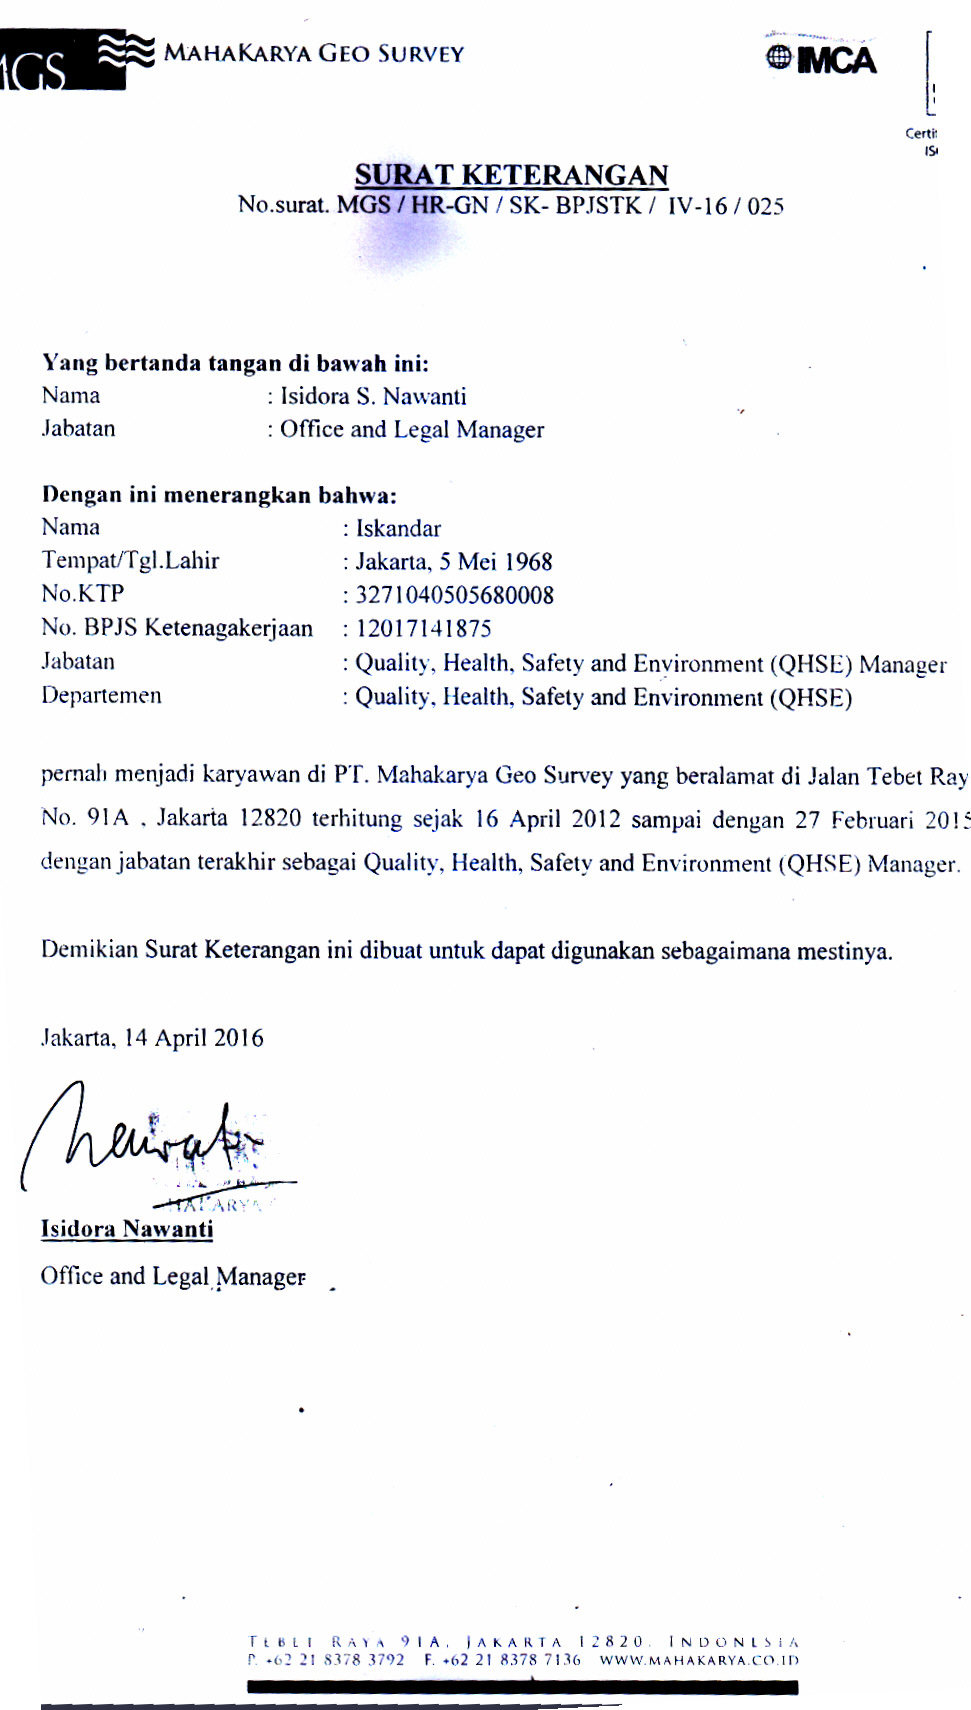 MGS MAHAKARYA GEO SURVEY
IMCA
SURAT KETERANGAN
No.surat. MGS / HR-GN / SK- BPJSTK / IV-16 / 025
Yang bertanda tangan di bawah ini:
Nama : Isidora S. Nawanti
Jabatan : Office and Legal Manager
Dengan ini menerangkan bahwa:
Nama : Iskandar
Tempat/Tgl.Lahir : Jakarta, 5 Mei 1968
No.KTP : 3271040505680008
No. BPJS Ketenagakerjaan : 12017141875
Jabatan : Quality, Health, Safety and Environment (QHSE) Manager
Departemen : Quality, Health, Safety and Environment (QHSE)
pernah menjadi karyawan di PT. Mahakarya Geo Survey yang beralamat di Jalan Tebet Ray
No. 91A , Jakarta 12820 terhitung sejak 16 April 2012 sampai dengan 27 Februari 2015
dengan jabatan terakhir sebagai Quality, Health, Safety and Environment (QHSE) Manager.
Demikian Surat Keterangan ini dibuat untuk dapat digunakan sebagaimana mestinya.
Jakarta, 14 April 2016
Isidora Nawanti
Office and Legal Manager
TEBET RAYA 91A, JAKARTA 12820, INDONESIA
P. +62 21 8378 3792 F. +62 21 8378 7136 WWW.MAHAKARYA.CO.ID